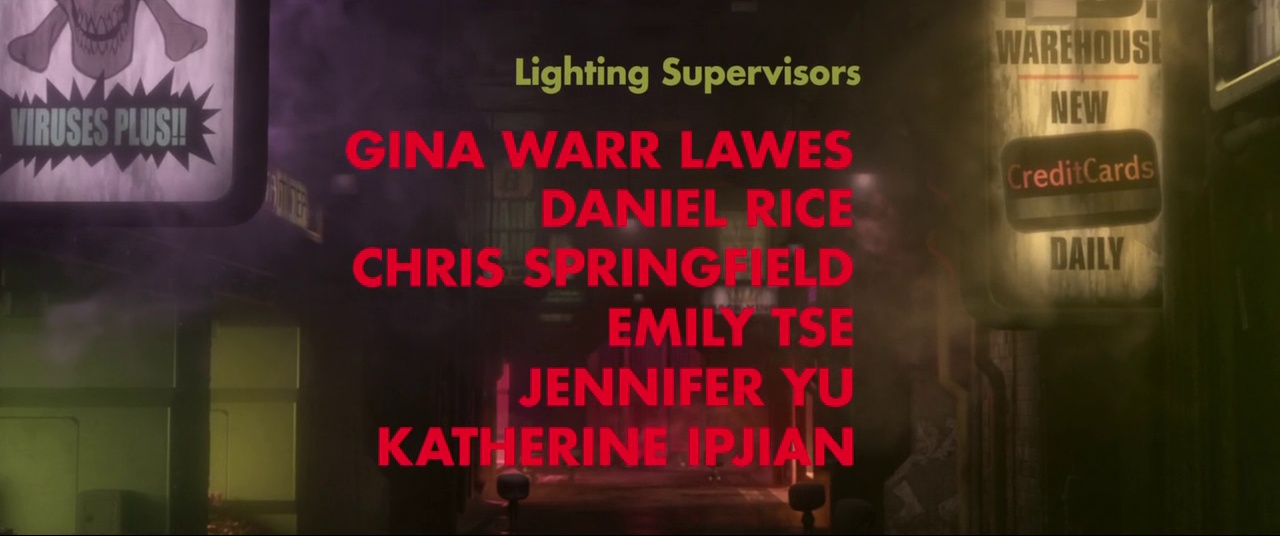 Lighting Supervisors
GINA WARR LAWES
DANIEL RICE
CHRIS SPRINGFIELD
EMILY TSE
JENNIFER YU
KATHERINE IPJIAN
VIRUSES PLUS!!
WAREHOUSE
NEW
CreditCards
DAILY